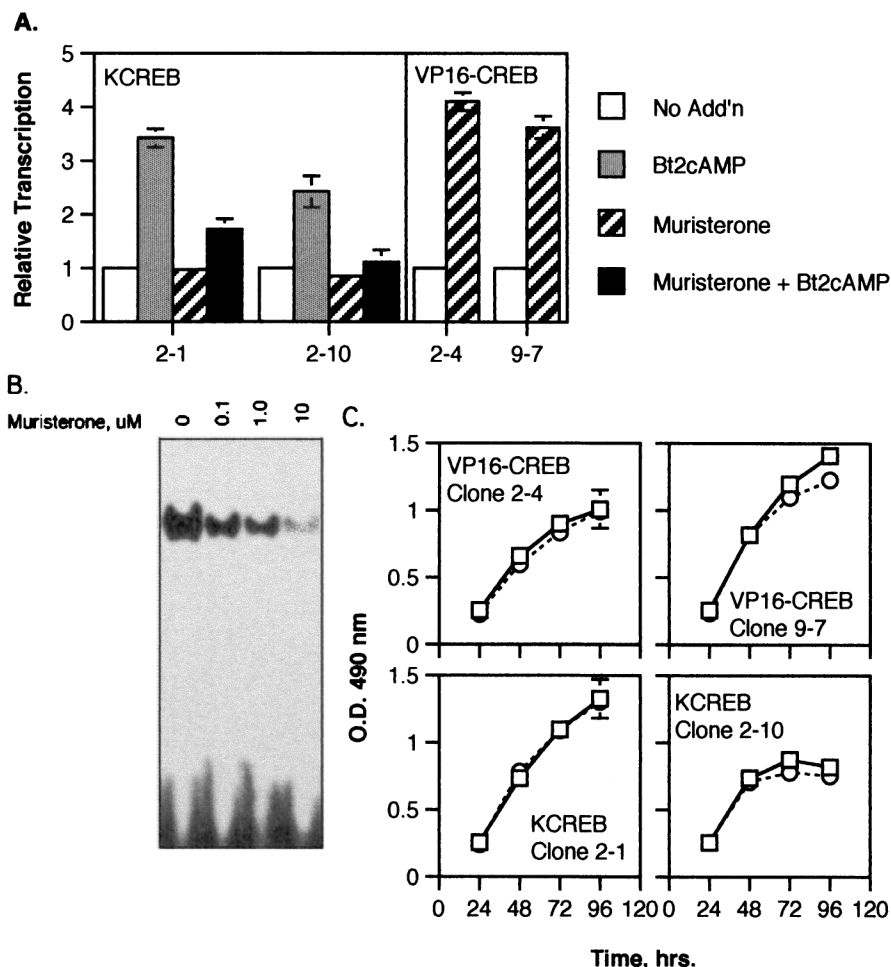 A.
Relative Transcription
5
4
3
2
1
0
KCREB
VP16-CREB
2-1
2-10
2-4
9-7
No Add'n
Bt2cAMP
Muristerone
Muristerone + Bt2cAMP
B.
Muristerone, uM
0
0.1
1.0
10
C.
O.D. 490 nm
1.5
1
0.5
0
VP16-CREB
Clone 2-4
VP16-CREB
Clone 9-7
1.5
1
0.5
0
KCREB
Clone 2-1
KCREB
Clone 2-10
0 24 48 72 96 120
0 24 48 72 96 120
Time, hrs.